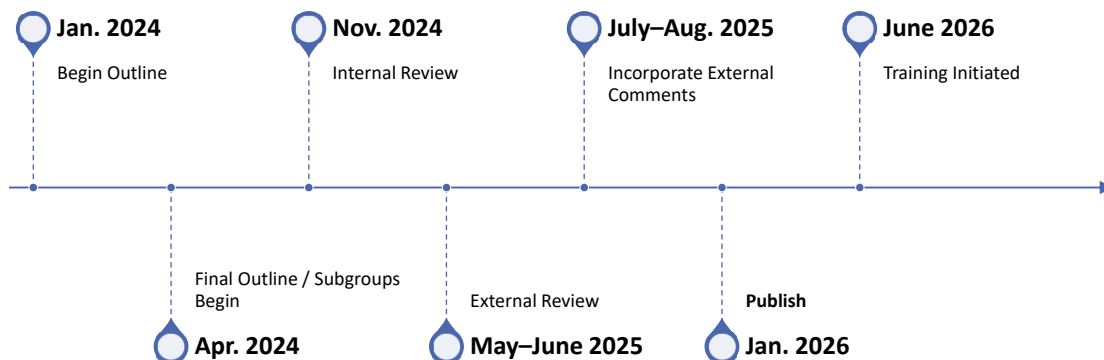 Jan. 2024
Begin Outline
Nov. 2024
Internal Review
July–Aug. 2025
Incorporate External
Comments
June 2026
Training Initiated
Final Outline / Subgroups
Begin
Apr. 2024
External Review
May–June 2025
Publish
Jan. 2026